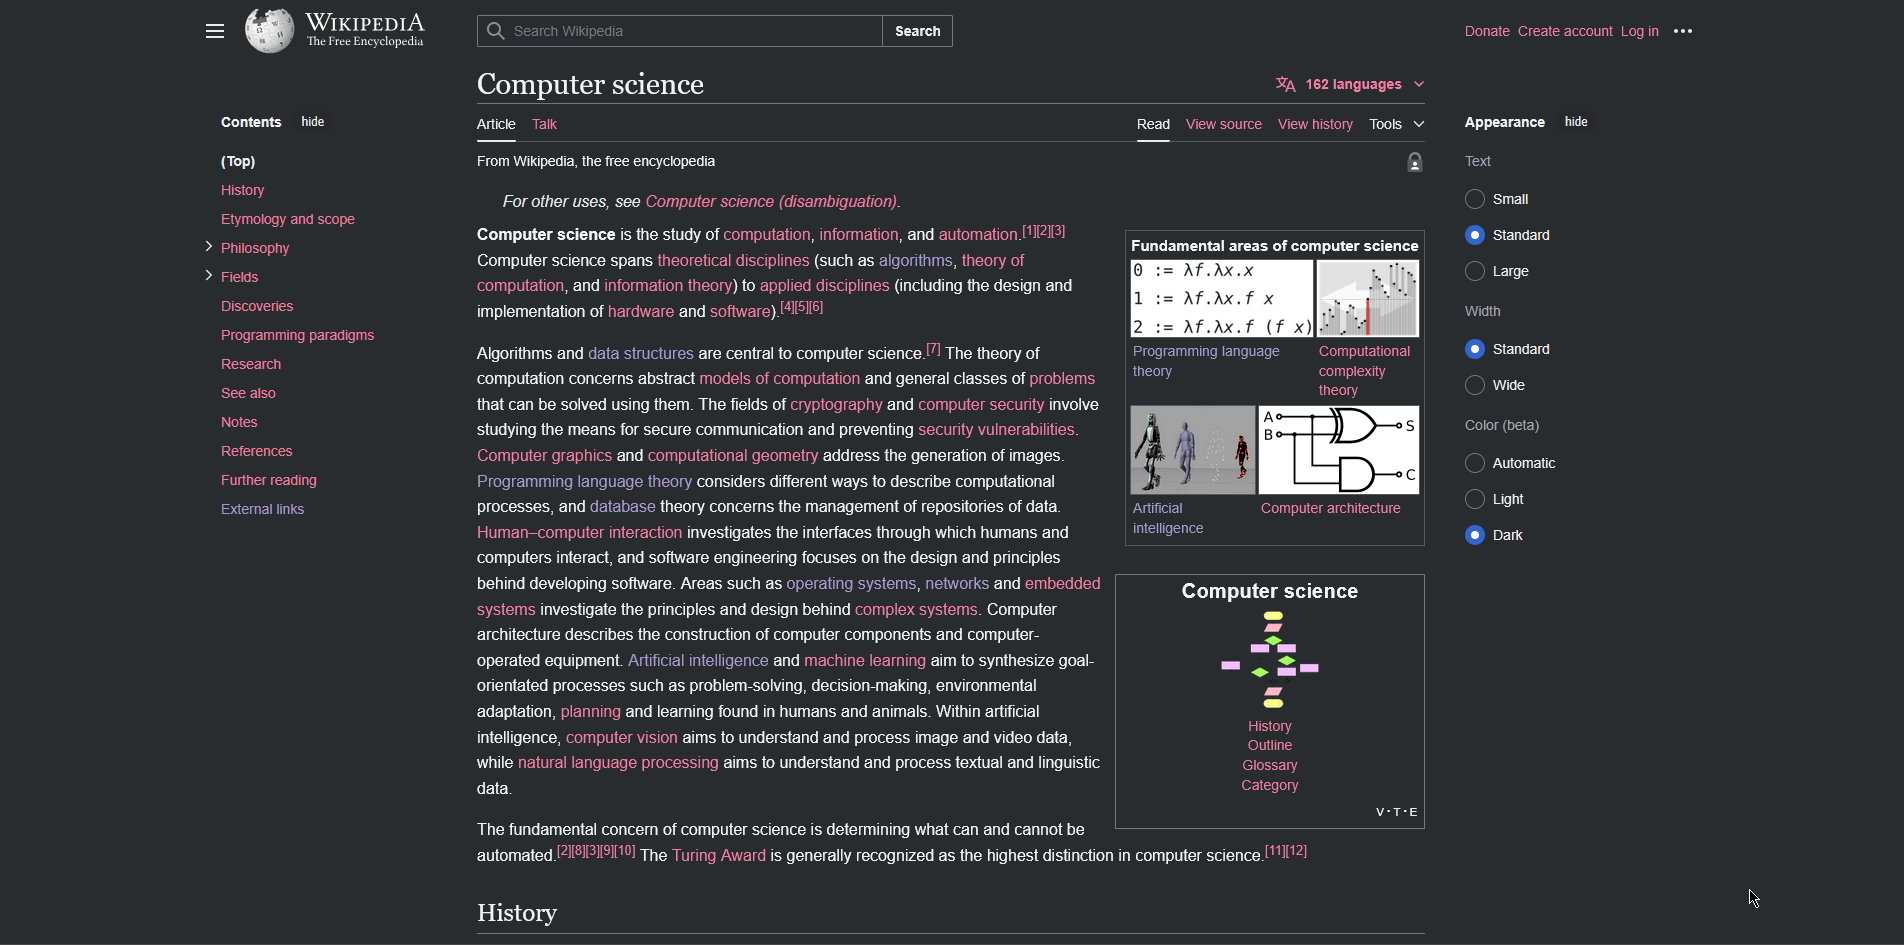 WIKIPEDIA
The Free Encyclopedia
Search Wikipedia
Search
Donate Create account Log in
Computer science
162 languages
Article Talk
Read View source View history Tools
From Wikipedia, the free encyclopedia
Contents hide
(Top)
History
Etymology and scope
Philosophy
Fields
Discoveries
Programming paradigms
Research
See also
Notes
References
Further reading
External links
For other uses, see Computer science (disambiguation).
Computer science is the study of computation, information, and automation.[1][2][3]
Computer science spans theoretical disciplines (such as algorithms, theory of
computation, and information theory) to applied disciplines (including the design and
implementation of hardware and software).[4][5][6]
Algorithms and data structures are central to computer science.[7] The theory of
computation concerns abstract models of computation and general classes of problems
that can be solved using them. The fields of cryptography and computer security involve
studying the means for secure communication and preventing security vulnerabilities.
Computer graphics and computational geometry address the generation of images.
Programming language theory considers different ways to describe computational
processes, and database theory concerns the management of repositories of data.
Human–computer interaction investigates the interfaces through which humans and
computers interact, and software engineering focuses on the design and principles
behind developing software. Areas such as operating systems, networks and embedded
systems investigate the principles and design behind complex systems. Computer
architecture describes the construction of computer components and computer-
operated equipment. Artificial intelligence and machine learning aim to synthesize goal-
orientated processes such as problem-solving, decision-making, environmental
adaptation, planning and learning found in humans and animals. Within artificial
intelligence, computer vision aims to understand and process image and video data,
while natural language processing aims to understand and process textual and linguistic
data.
The fundamental concern of computer science is determining what can and cannot be
automated.[2][8][3][9][10] The Turing Award is generally recognized as the highest distinction in computer science.[11][12]
History
Fundamental areas of computer science
0 := λf.λx.x
1 := λf.λx.f x
2 := λf.λx.f (f x)
Programming language
theory
Computational
complexity
theory
A
B
S
C
Artificial
intelligence
Computer architecture
Computer science
History
Outline
Glossary
Category
V·T·E
Appearance hide
Text
Small
Standard
Large
Width
Standard
Wide
Color (beta)
Automatic
Light
Dark